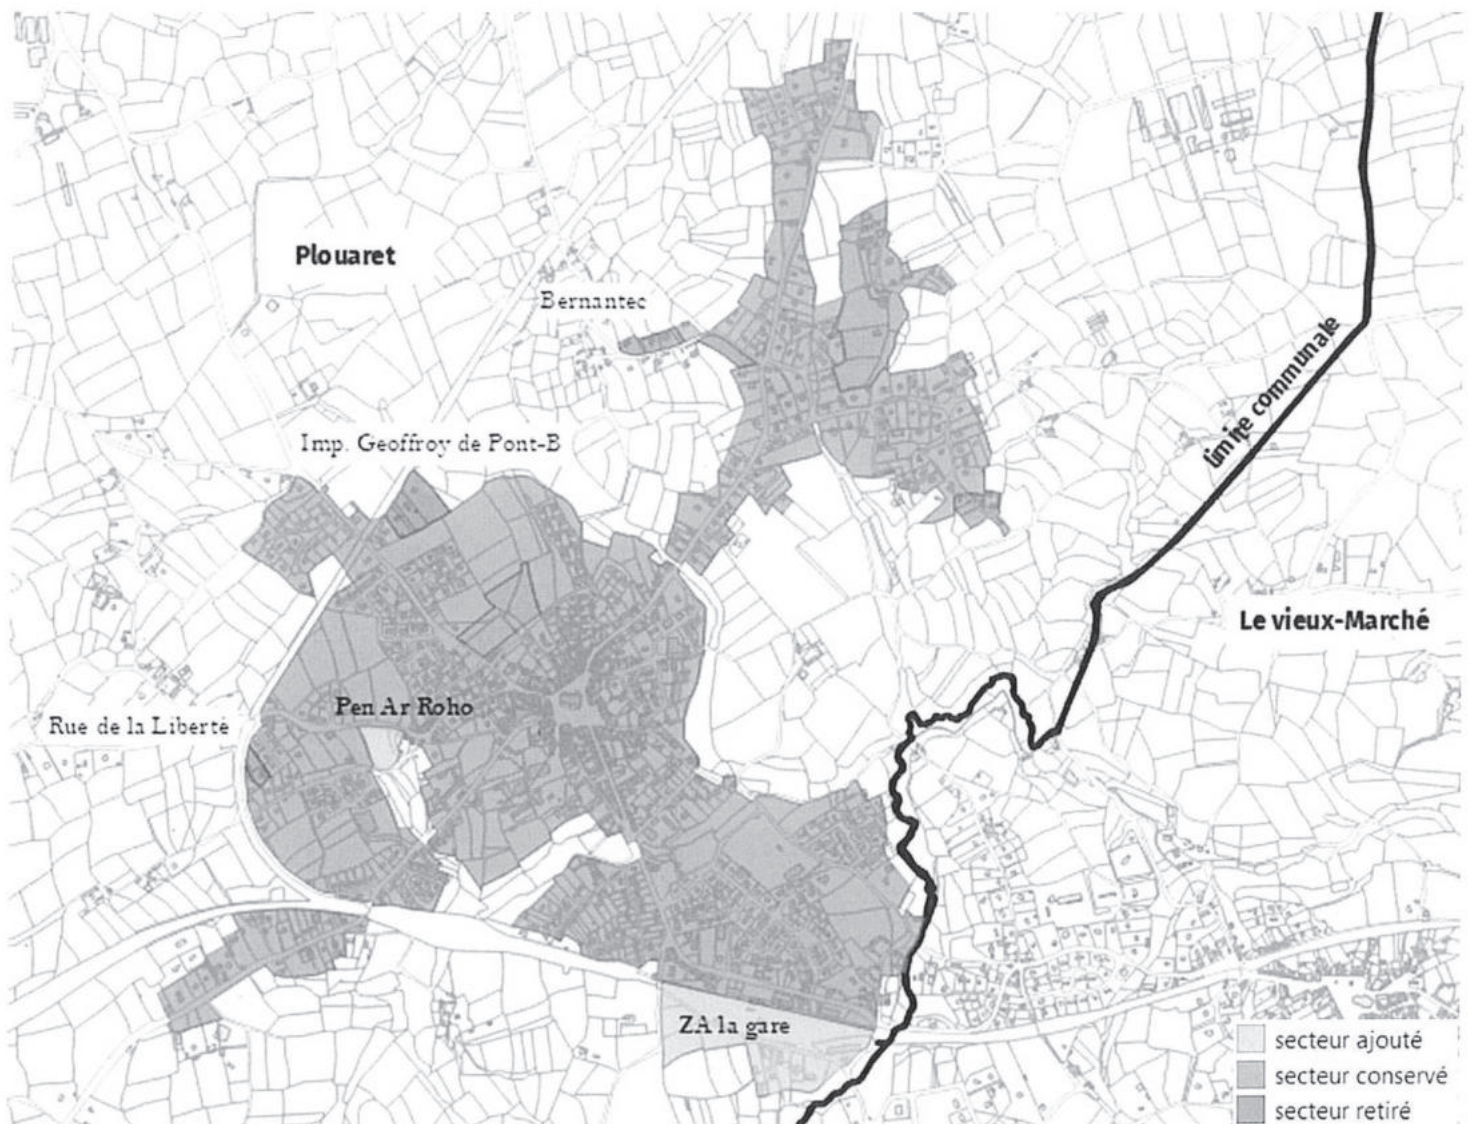 Plouaret
Bernantec
limite communale
Imp. Geoffroy de Pont-B
Le vieux-Marché
Pen Ar Roho
Rue de la Liberté
ZA la gare
secteur ajouté
secteur conservé
secteur retiré